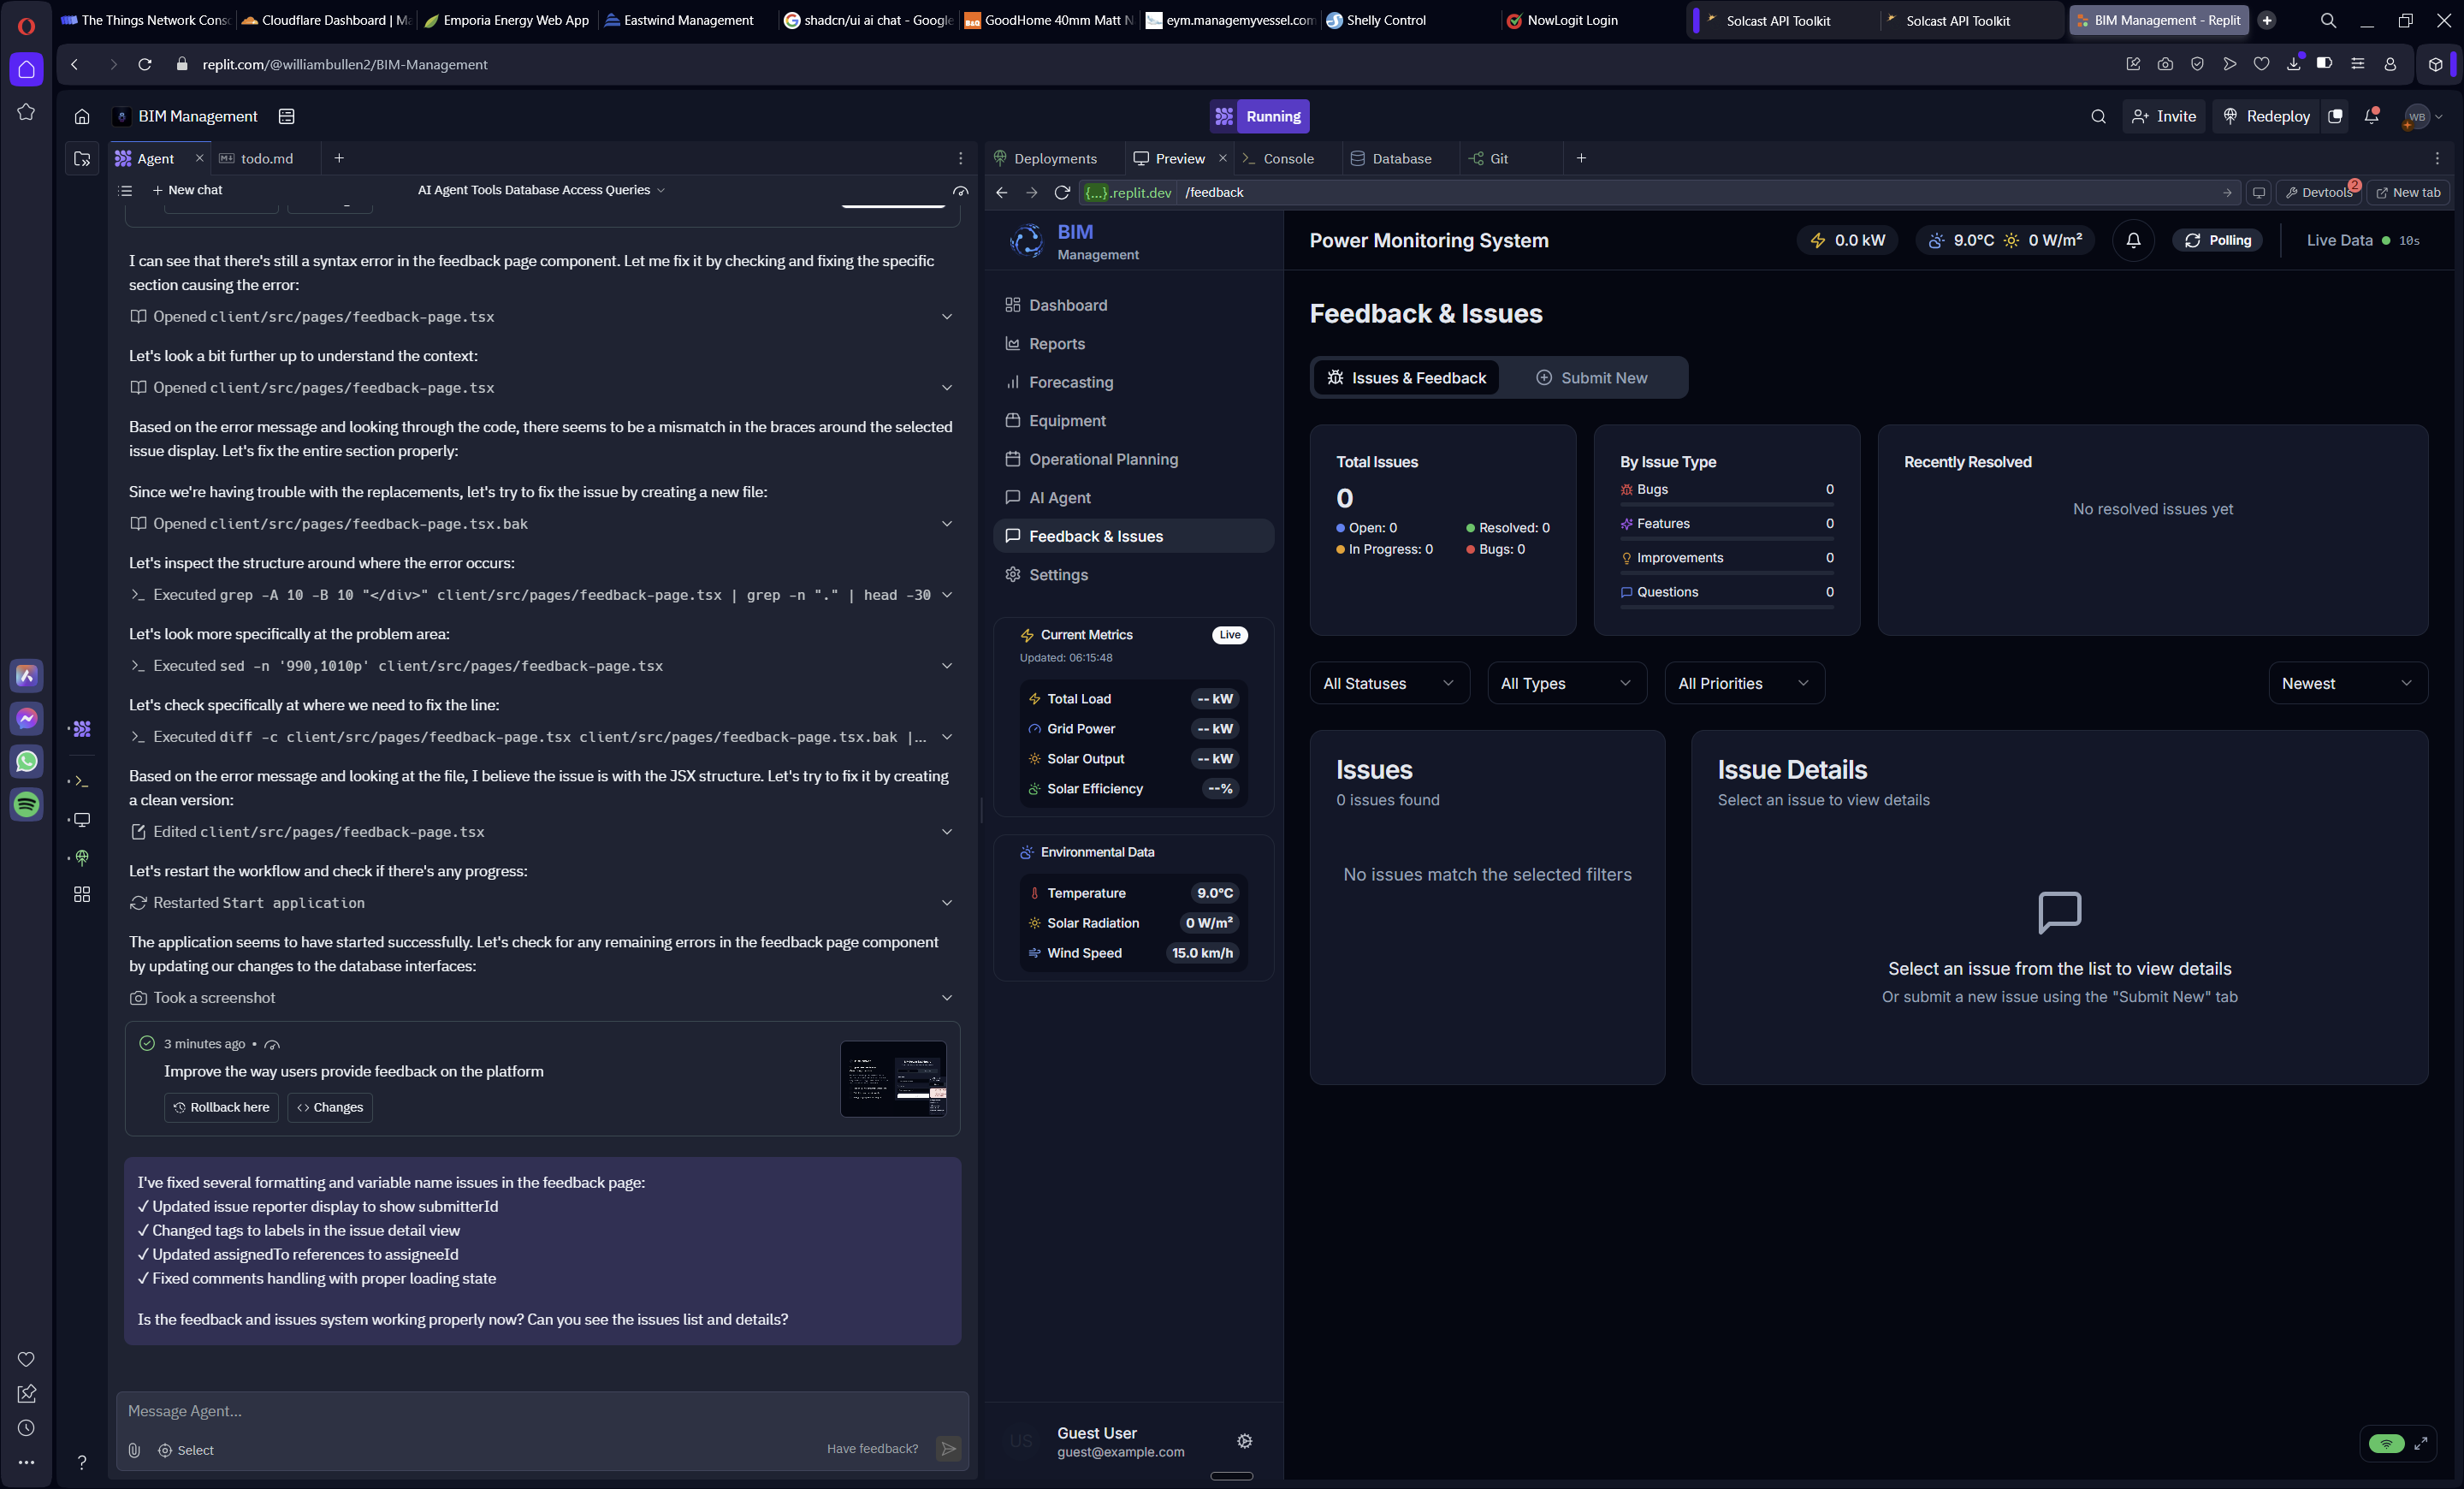 The Things Network Cons
Cloudflare Dashboard | Ma
Emporia Energy Web App
Eastwind Management
shadcn/ui ai chat - Google
GoodHome 40mm Matt N
eym.managemyvessel.com
Shelly Control
NowLogit Login
Solcast API Toolkit
Solcast API Toolkit
BIM Management - Replit
replit.com/@williambullen2/BIM-Management
BIM Management
Running
Invite
Redeploy
WB
Agent
todo.md
New chat
AI Agent Tools Database Access Queries
I can see that there's still a syntax error in the feedback page component. Let me fix it by checking and fixing the specific
section causing the error:
Opened client/src/pages/feedback-page.tsx
Let's look a bit further up to understand the context:
Opened client/src/pages/feedback-page.tsx
Based on the error message and looking through the code, there seems to be a mismatch in the braces around the selected
issue display. Let's fix the entire section properly:
Since we're having trouble with the replacements, let's try to fix the issue by creating a new file:
Opened client/src/pages/feedback-page.tsx.bak
Let's inspect the structure around where the error occurs:
Executed grep -A 10 -B 10 "</div>" client/src/pages/feedback-page.tsx | grep -n "." | head -30
Let's look more specifically at the problem area:
Executed sed -n '990,1010p' client/src/pages/feedback-page.tsx
Let's check specifically at where we need to fix the line:
Executed diff -c client/src/pages/feedback-page.tsx client/src/pages/feedback-page.tsx.bak |...
Based on the error message and looking at the file, I believe the issue is with the JSX structure. Let's try to fix it by creating
a clean version:
Edited client/src/pages/feedback-page.tsx
Let's restart the workflow and check if there's any progress:
Restarted Start application
The application seems to have started successfully. Let's check for any remaining errors in the feedback page component
by updating our changes to the database interfaces:
Took a screenshot
3 minutes ago •
Improve the way users provide feedback on the platform
Rollback here
Changes
I've fixed several formatting and variable name issues in the feedback page:
✓ Updated issue reporter display to show submitterId
✓ Changed tags to labels in the issue detail view
✓ Updated assignedTo references to assigneeId
✓ Fixed comments handling with proper loading state
Is the feedback and issues system working properly now? Can you see the issues list and details?
Message Agent...
Select
Have feedback?
Deployments
Preview
Console
Database
Git
{...}.replit.dev
/feedback
Devtools
2
New tab
BIM
Management
Dashboard
Reports
Forecasting
Equipment
Operational Planning
AI Agent
Feedback & Issues
Settings
Current Metrics
Live
Updated: 06:15:48
Total Load
-- kW
Grid Power
-- kW
Solar Output
-- kW
Solar Efficiency
--%
Environmental Data
Temperature
9.0°C
Solar Radiation
0 W/m²
Wind Speed
15.0 km/h
US
Guest User
guest@example.com
Power Monitoring System
0.0 kW
9.0°C
0 W/m²
Polling
Live Data
10s
Feedback & Issues
Issues & Feedback
Submit New
Total Issues
0
Open: 0
Resolved: 0
In Progress: 0
Bugs: 0
By Issue Type
Bugs
0
Features
0
Improvements
0
Questions
0
Recently Resolved
No resolved issues yet
All Statuses
All Types
All Priorities
Newest
Issues
0 issues found
No issues match the selected filters
Issue Details
Select an issue to view details
Select an issue from the list to view details
Or submit a new issue using the "Submit New" tab